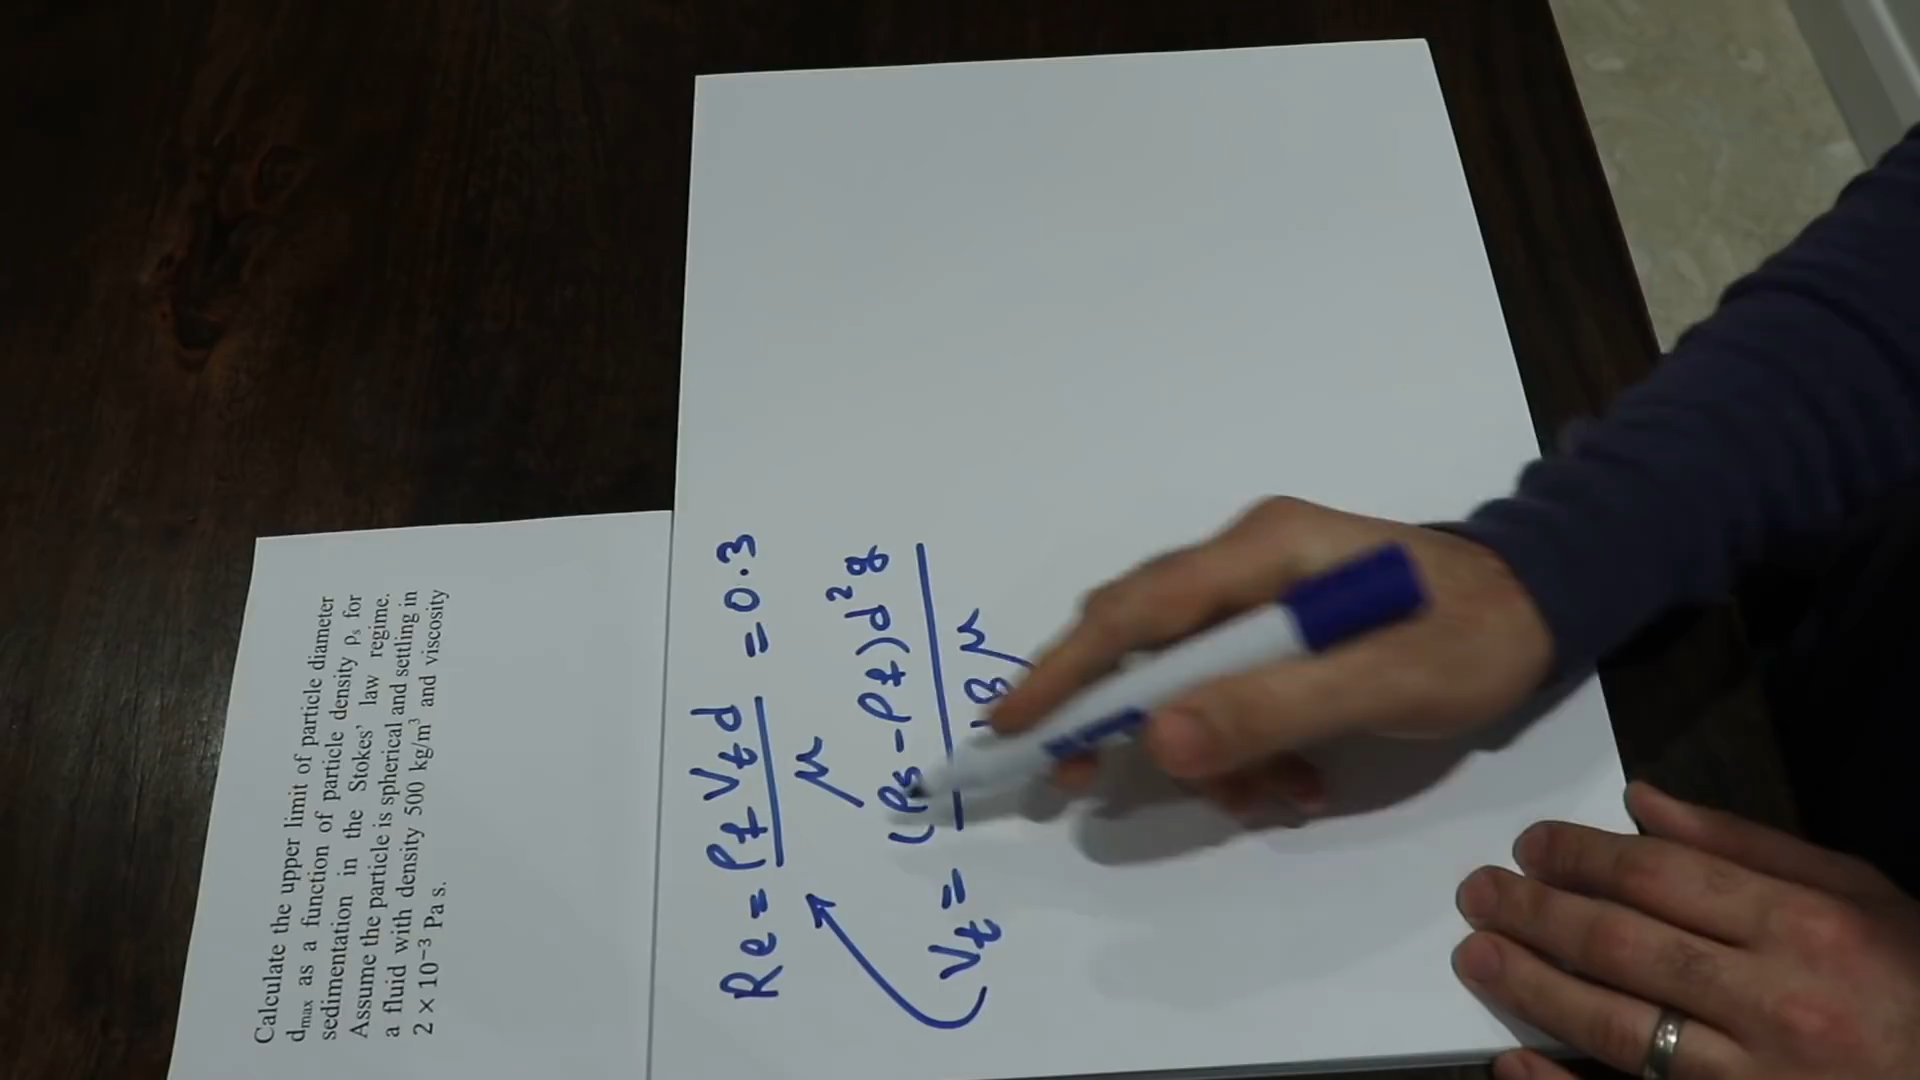 Calculate the upper limit of particle diameter
dmax as a function of particle density ρs for
sedimentation in the Stokes' law regime.
Assume the particle is spherical and settling in
a fluid with density 500 kg/m³ and viscosity
2 × 10⁻³ Pa s.
Re = ρf Vt d / μ = 0.3
Vt = (ρs - ρf) d² g / 18 μ